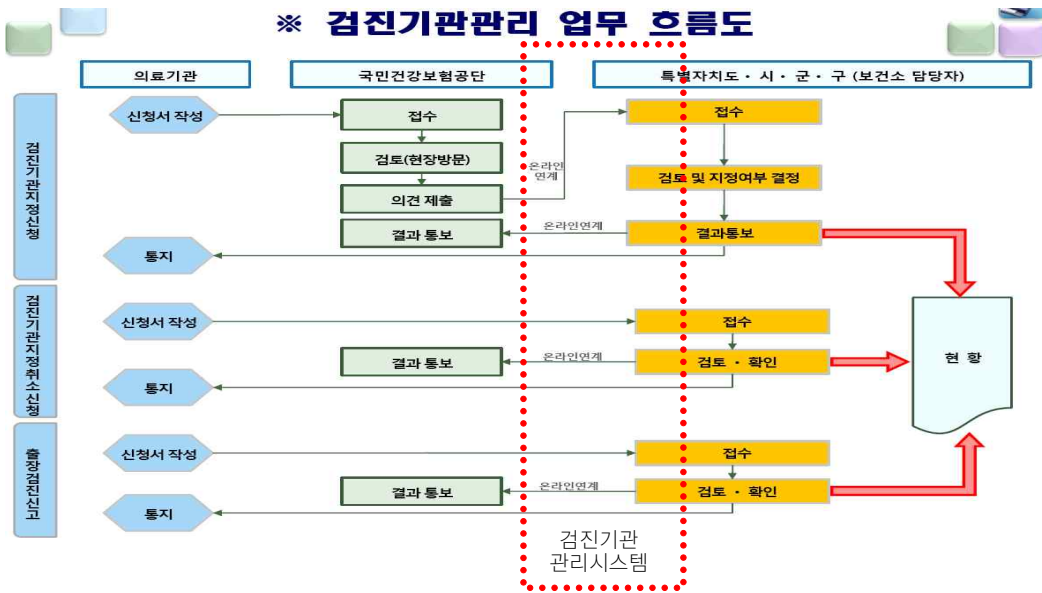 ※ 검진기관관리 업무 흐름도
의료기관
국민건강보험공단
특별자치도 · 시 · 군 · 구 (보건소 담당자)
검진기관지정신청
신청서 작성
접수
접수
검토(현장방문)
온라인
연계
검토 및 지정여부 결정
의견 제출
결과 통보
온라인연계
결과통보
통지
검진기관지정취소신청
신청서 작성
접수
결과 통보
온라인연계
검토 · 확인
현 황
통지
출장검진신고
신청서 작성
접수
결과 통보
온라인연계
검토 · 확인
통지
검진기관
관리시스템